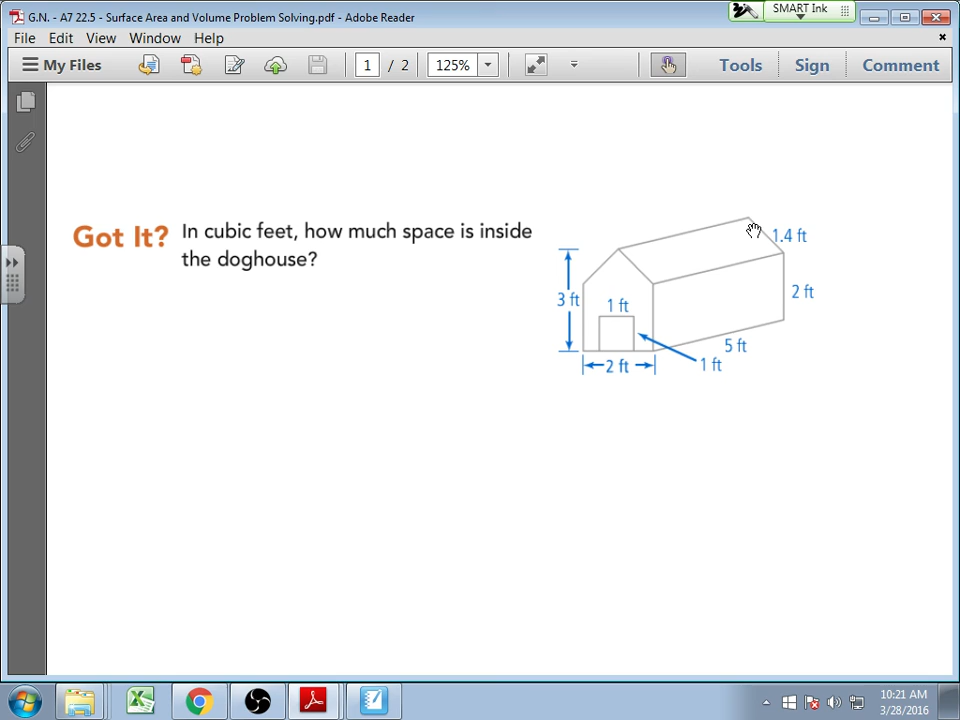 G.N. - A7 22.5 - Surface Area and Volume Problem Solving.pdf - Adobe Reader
SMART Ink
File Edit View Window Help
My Files
1 / 2
125%
Tools Sign Comment
Got It? In cubic feet, how much space is inside
the doghouse?
1.4 ft
3 ft
1 ft
2 ft
5 ft
2 ft
1 ft
10:21 AM
3/28/2016